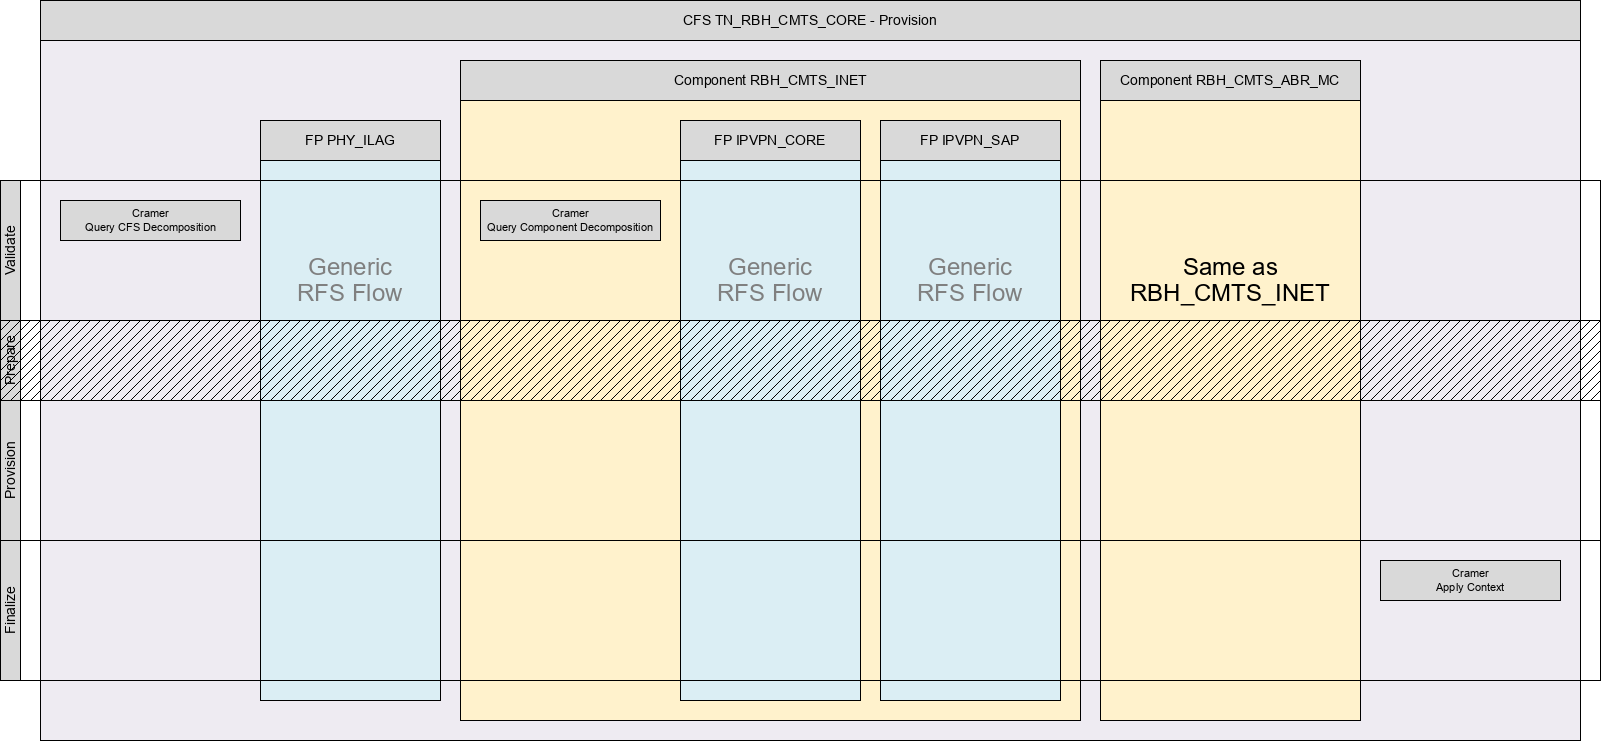 CFS TN_RBH_CMTS_CORE - Provision
Component RBH_CMTS_INET
Component RBH_CMTS_ABR_MC
FP PHY_ILAG
FP IPVPN_CORE
FP IPVPN_SAP
Validate
Cramer
Query CFS Decomposition
Generic
RFS Flow
Cramer
Query Component Decomposition
Generic
RFS Flow
Generic
RFS Flow
Same as
RBH_CMTS_INET
Prepare
Provision
Finalize
Cramer
Apply Context